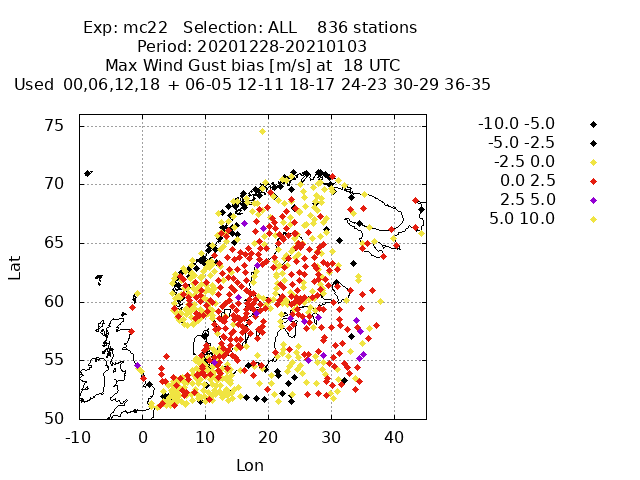 Exp: mc22 Selection: ALL 836 stations
Period: 20201228-20210103
Max Wind Gust bias [m/s] at 18 UTC
Used 00,06,12,18 + 06-05 12-11 18-17 24-23 30-29 36-35
-10.0 -5.0
-5.0 -2.5
-2.5 0.0
0.0 2.5
2.5 5.0
5.0 10.0
75
70
65
60
55
50
Lat
-10 0 10 20 30 40
Lon